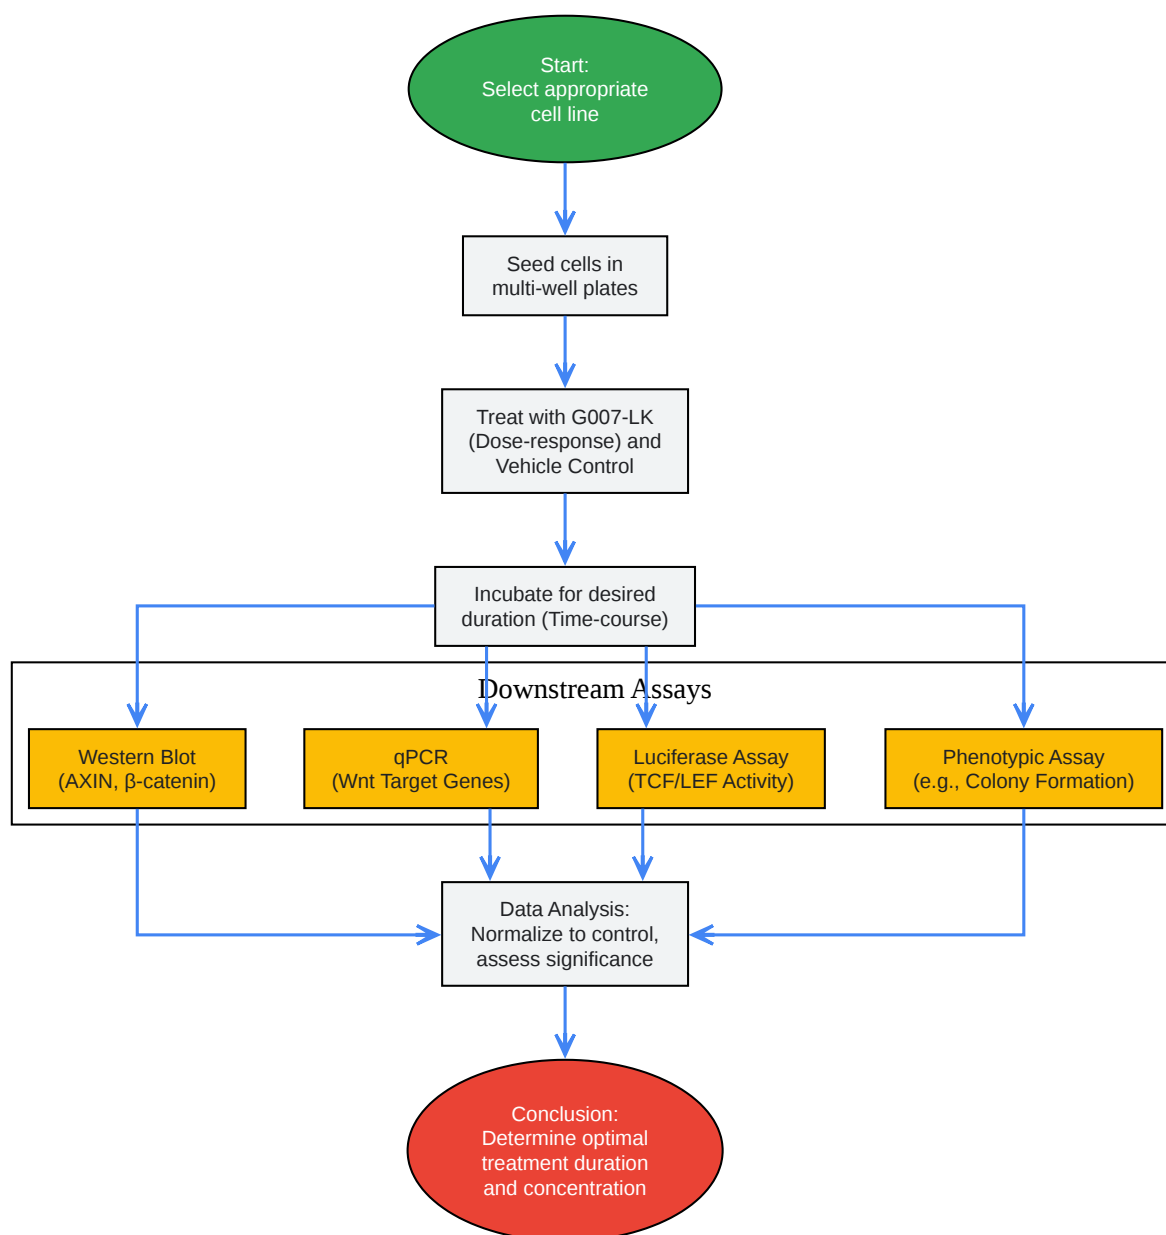 Start:
Select appropriate
cell line
Seed cells in
multi-well plates
Treat with G007-LK
(Dose-response) and
Vehicle Control
Incubate for desired
duration (Time-course)
Downstream Assays
Western Blot
(AXIN, β-catenin)
qPCR
(Wnt Target Genes)
Luciferase Assay
(TCF/LEF Activity)
Phenotypic Assay
(e.g., Colony Formation)
Data Analysis:
Normalize to control,
assess significance
Conclusion:
Determine optimal
treatment duration
and concentration